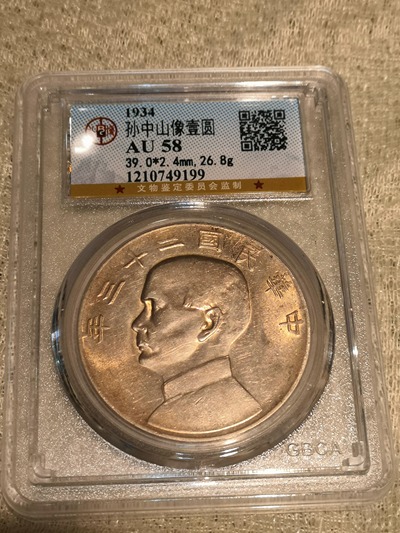 1934
孙中山像壹圆
AU 58
39.0*2.4mm,26.8g
1210749199
文物鉴定委员会监制
年三十二國民華中
GBCA